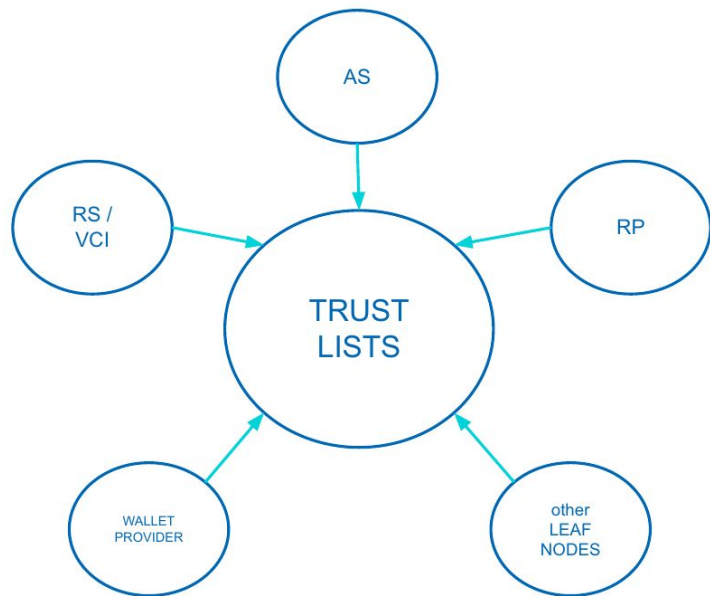 AS
RS /
VCI
RP
TRUST
LISTS
WALLET
PROVIDER
other
LEAF
NODES